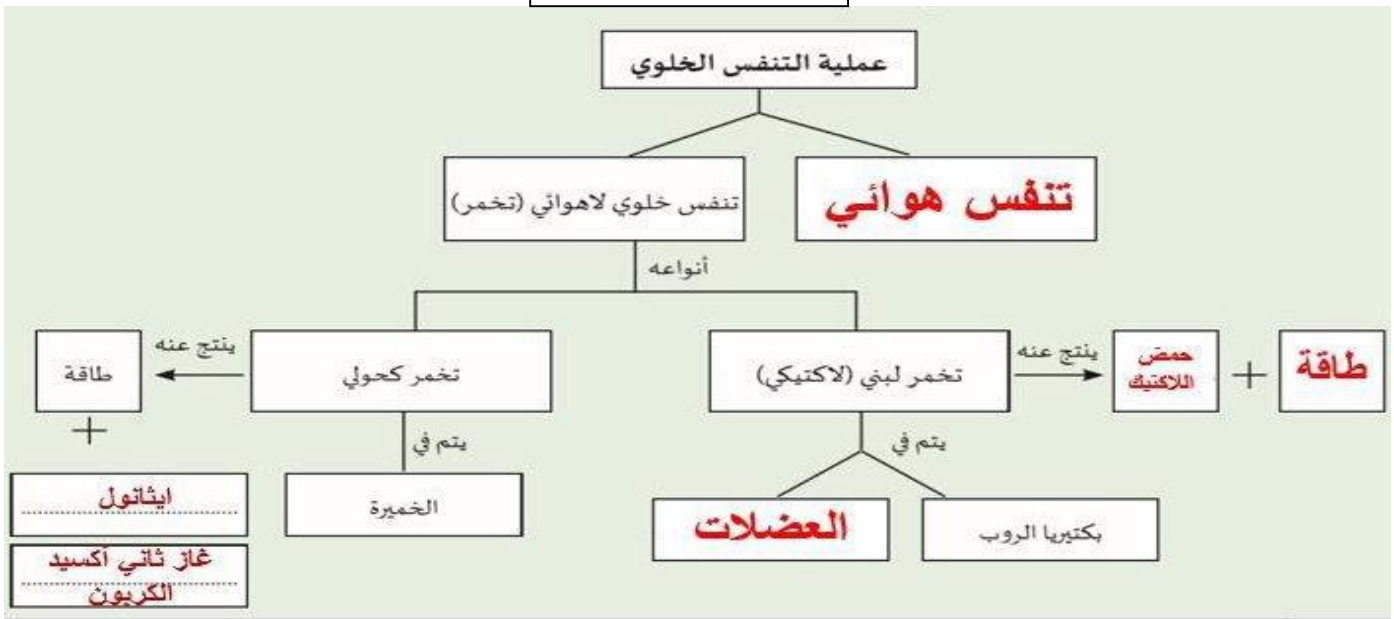 عملية التنفس الخلوي
تنفس هوائي
تنفس خلوي لاهوائي (تخمر)
أنواعه
طاقة
+
حمض
اللاكتيك
ينتج عنه
تخمر لبني (لاكتيكي)
تخمر كحولي
ينتج عنه
طاقة
+
يتم في
يتم في
بكتيريا الروب
العضلات
الخميرة
ايثانول
غاز ثاني أكسيد
الكربون